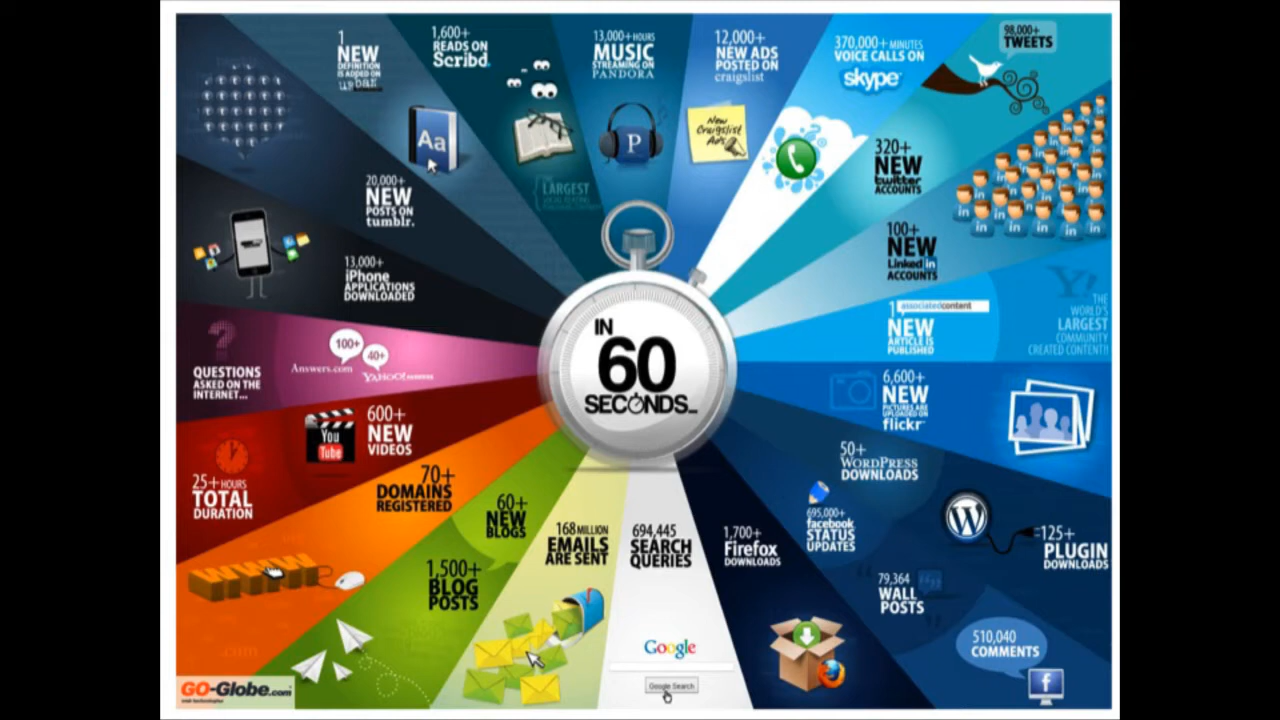 1
NEW
DEFINITION
IS ADDED ON
1,600+
READS ON
Scribd.
13,000+HOURS
MUSIC
STREAMING ON
PANDORA
12,000+
NEW ADS
POSTED ON
craigslist
370,000+ MINUTES
VOICE CALLS ON
skype
98,000+
TWEETS
Aa
P
New
Craigslist
Ads
320+
NEW
twitter
ACCOUNTS
20,000+
NEW
POSTS ON
tumblr.
THE
LARGEST
100+
NEW
Linked in
ACCOUNTS
13,000+
iPhone
APPLICATIONS
DOWNLOADED
1
associatedcontent
NEW
ARTICLE IS
PUBLISHED
Y!
THE
WORLD'S
LARGEST
COMMUNITY
CREATED CONTENT!!
IN
60
SECONDS...
?
QUESTIONS
ASKED ON THE
INTERNET...
100+
Answers.com
40+
YAHOO!
6,600+
NEW
PICTURES ARE
UPLOADED ON
flickr
You
Tube
600+
NEW
VIDEOS
25+HOURS
TOTAL
DURATION
50+
WORDPRESS
DOWNLOADS
125+
PLUGIN
DOWNLOADS
70+
DOMAINS
REGISTERED
WWW
.com
60+
NEW
BLOGS
1,500+
BLOG
POSTS
168 MILLION
EMAILS
ARE SENT
694,445
SEARCH
QUERIES
Google
Google Search
1,700+
Firefox
DOWNLOADS
695,000+
facebook
STATUS
UPDATES
79,364
WALL
POSTS
510,040
COMMENTS
f
GO-Globe.com